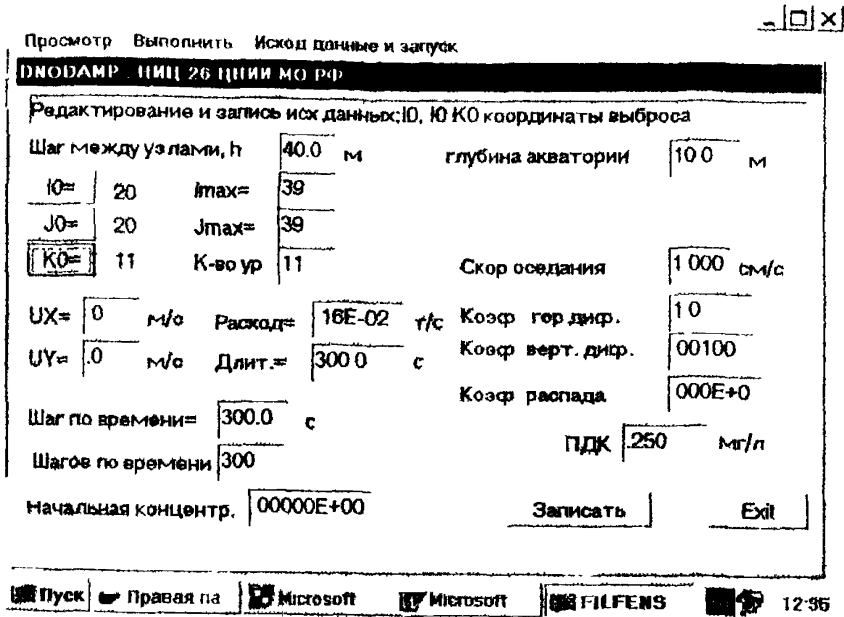 Просмотр Выполнить Исход данные и запуск
DNODAMP . НИЦ 26 ЦНИИ МО РФ
Редактирование и запись исх данных;I0, J0 K0 координаты выброса
Шаг между узлами, h 40.0 м глубина акватории 10 0 м
I0= 20 Imax= 39
J0= 20 Jmax= 39
K0= 11 К-во ур 11 Скор оседания 1 000 см/с
UX= 0 м/с Расход= 16E-02 т/с Коэф гор диф. 1 0
UY= .0 м/с Длит.= 300 0 с Коэф верт. диф. 00100
Коэф распада 000E+0
Шаг по времени= 300.0 с
ПДК .250 мг/л
Шагов по времени 300
Начальная концентр. 00000E+00 Записать Exit
Пуск Правая па Microsoft Microsoft FILFENS 12:36